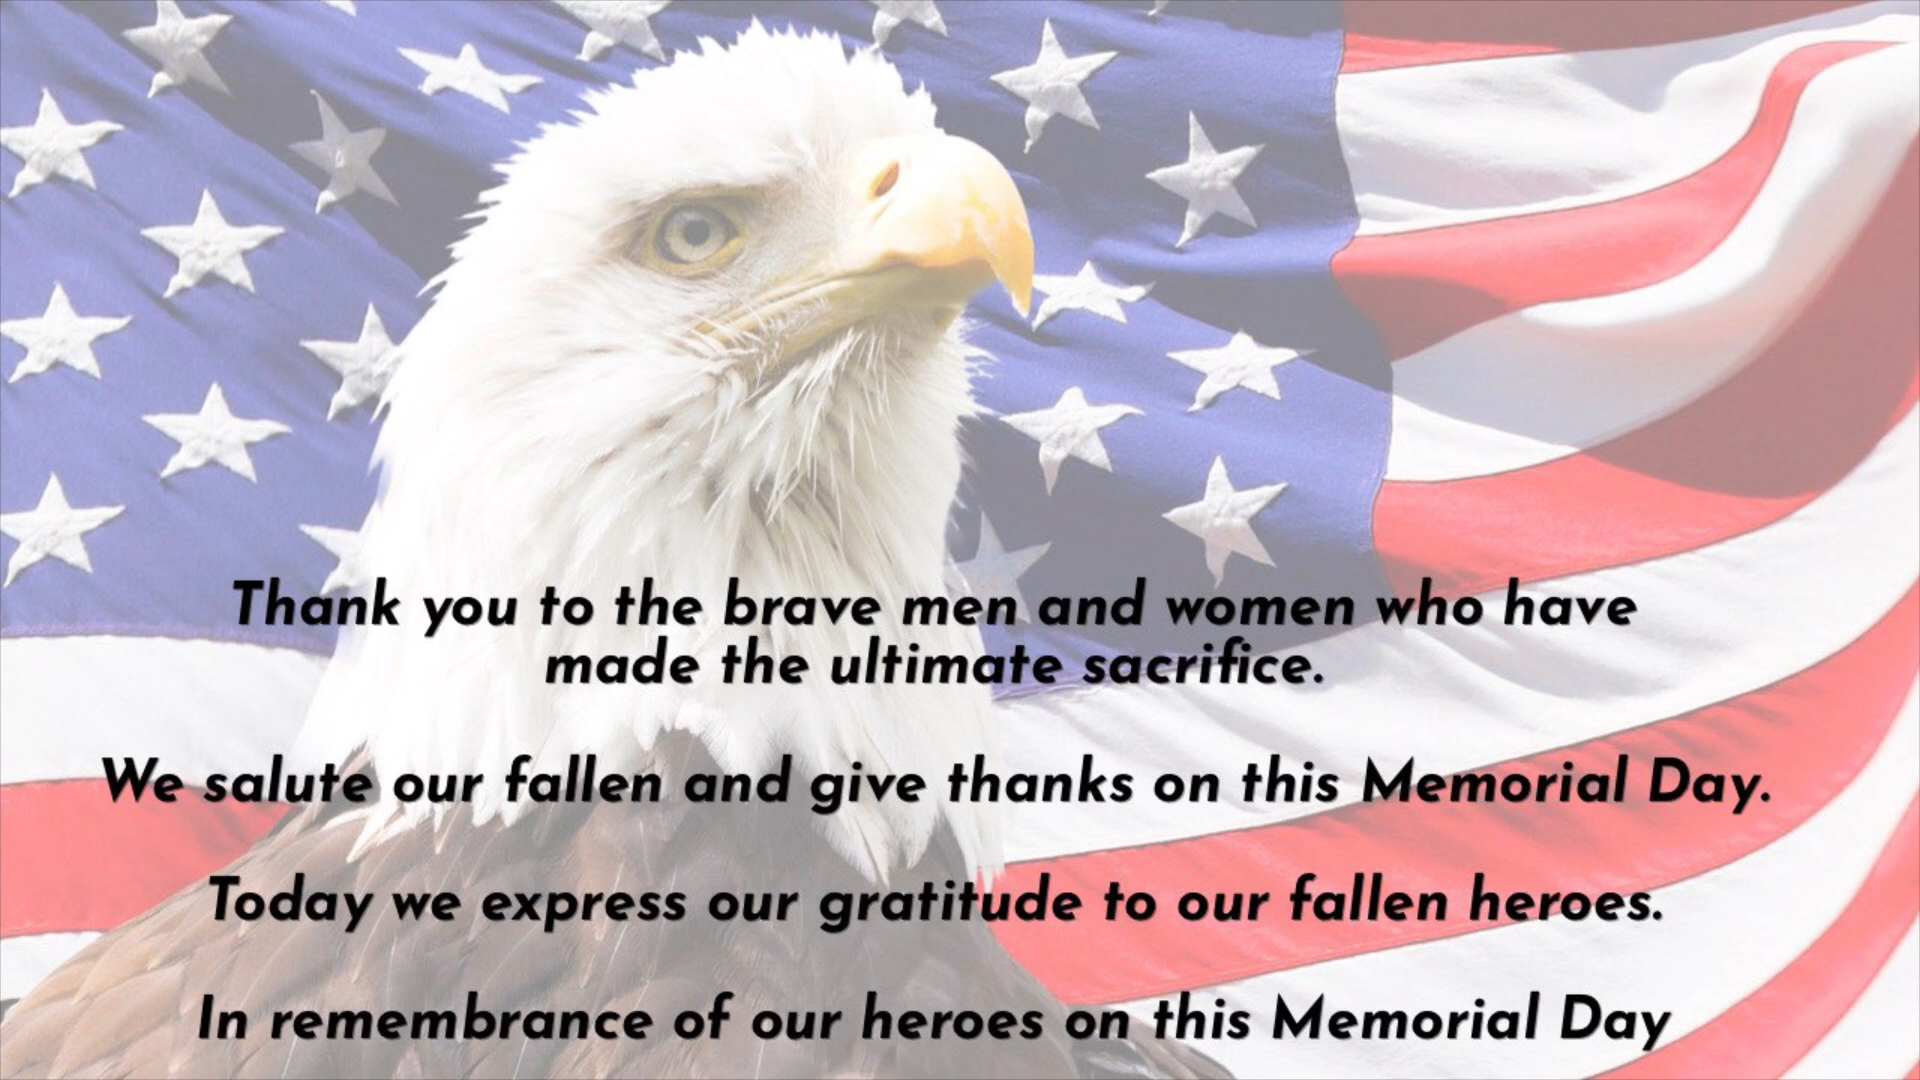 Thank you to the brave men and women who have
made the ultimate sacrifice.
We salute our fallen and give thanks on this Memorial Day.
Today we express our gratitude to our fallen heroes.
In remembrance of our heroes on this Memorial Day